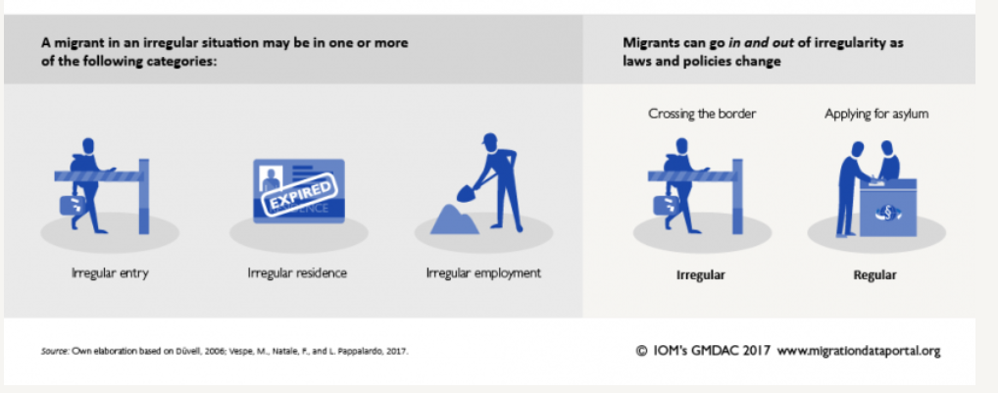 A migrant in an irregular situation may be in one or more
of the following categories:
Migrants can go in and out of irregularity as
laws and policies change
Crossing the border
Applying for asylum
EXPIRED
§
Irregular entry
Irregular residence
Irregular employment
Irregular
Regular
Source: Own elaboration based on Düvell, 2006; Vespe, M., Natale, F., and L. Pappalardo, 2017.
© IOM's GMDAC 2017 www.migrationdataportal.org